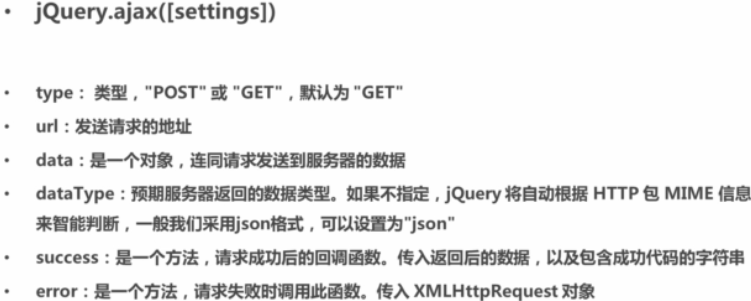 • jQuery.ajax([settings])
• type： 类型，"POST" 或 "GET"，默认为 "GET"
• url：发送请求的地址
• data：是一个对象，连同请求发送到服务器的数据
• dataType：预期服务器返回的数据类型。如果不指定，jQuery 将自动根据 HTTP 包 MIME 信息
来智能判断，一般我们采用json格式，可以设置为"json"
• success：是一个方法，请求成功后的回调函数。传入返回后的数据，以及包含成功代码的字符串
• error：是一个方法，请求失败时调用此函数。传入 XMLHttpRequest 对象